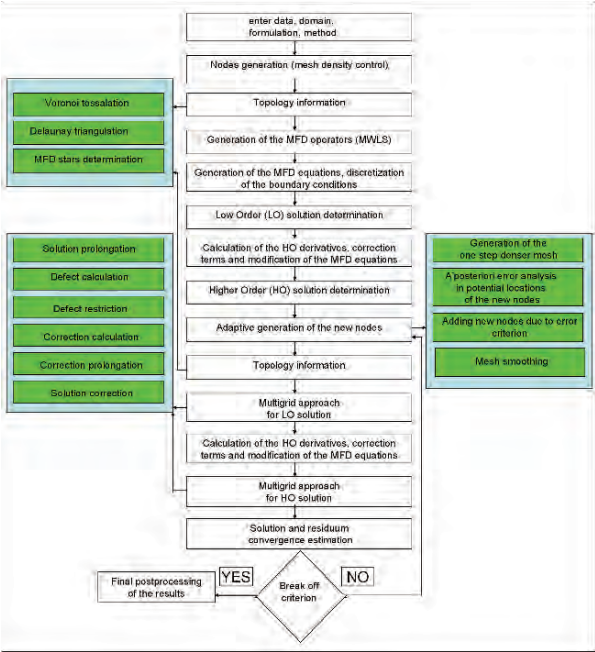 enter data, domain,
formulation, method
Nodes generation (mesh density control)
Topology information
Generation of the MFD operators (MWLS)
Generation of the MFD equations, discretization
of the boundary conditions
Low Order (LO) solution determination
Calculation of the HO derivatives, correction
terms and modification of the MFD equations
Higher Order (HO) solution determination
Adaptive generation of the new nodes
Topology information
Multigrid approach
for LO solution
Calculation of the HO derivatives, correction
terms and modification of the MFD equations
Multigrid approach
for HO solution
Solution and residuum
convergence estimation
Break off
criterion
YES
NO
Final postprocessing
of the results
Voronoi tossalation
Delaunay triangulation
MFD stars determination
Solution prolongation
Defect calculation
Defect restriction
Correction calculation
Correction prolongation
Solution correction
Generation of the
one step donser mesh
A posteriori error analysis
in potential locations
of the new nodes
Adding new nodes due to error
criterion
Mesh smoothing